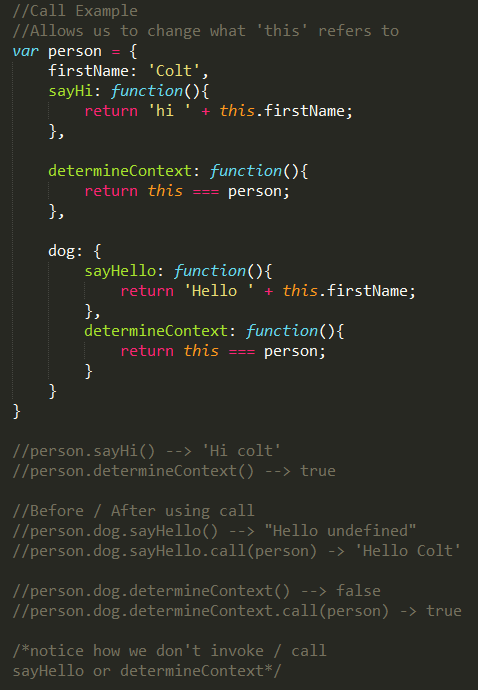 //Call Example
//Allows us to change what 'this' refers to
var person = {
    firstName: 'Colt',
    sayHi: function(){
        return 'hi ' + this.firstName;
    },

    determineContext: function(){
        return this === person;
    },

    dog: {
        sayHello: function(){
            return 'Hello ' + this.firstName;
        },
        determineContext: function(){
            return this === person;
        }
    }
}

//person.sayHi() --> 'Hi colt'
//person.determineContext() --> true

//Before / After using call
//person.dog.sayHello() --> "Hello undefined"
//person.dog.sayHello.call(person) -> 'Hello Colt'

//person.dog.determineContext() --> false
//person.dog.determineContext.call(person) -> true

/*notice how we don't invoke / call
sayHello or determineContext*/